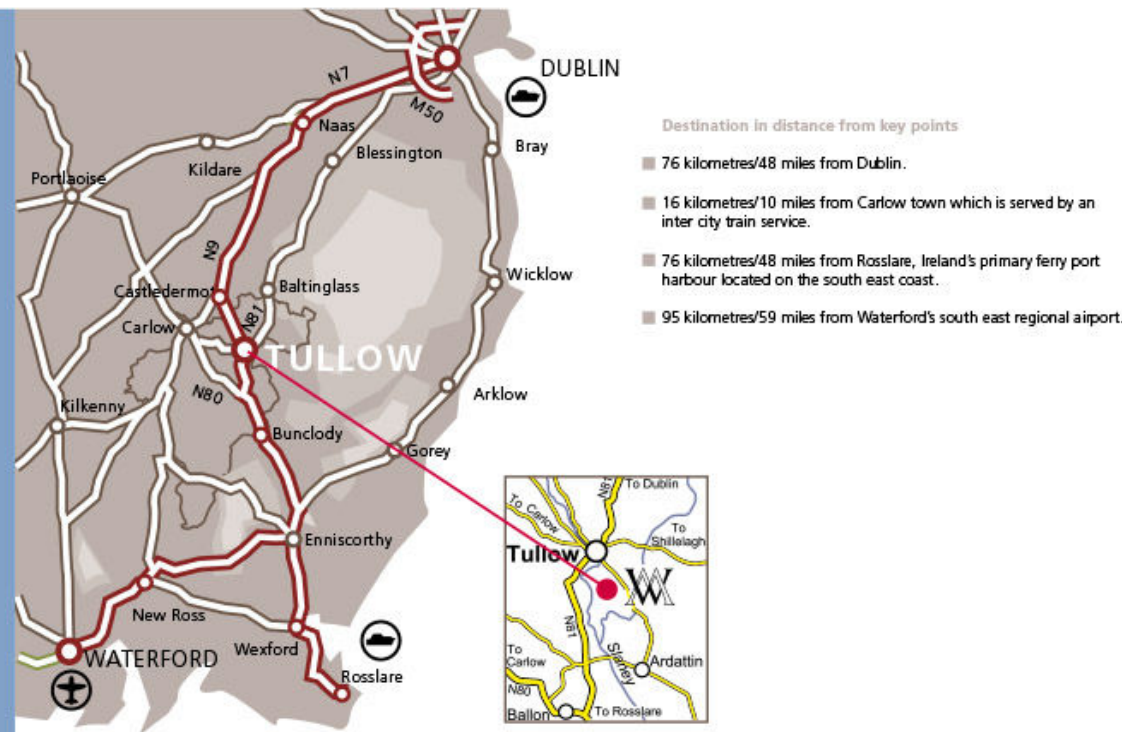 DUBLIN
N7
M50
Naas
Bray
Blessington
Kildare
Portlaoise
N9
Wicklow
Baltinglass
Castledermot
N81
Carlow
TULLOW
N80
Arklow
Kilkenny
Bunclody
Gorey
Enniscorthy
New Ross
Wexford
WATERFORD
Rosslare
Destination in distance from key points
76 kilometres/48 miles from Dublin.
16 kilometres/10 miles from Carlow town which is served by an
inter city train service.
76 kilometres/48 miles from Rosslare, Ireland's primary ferry port
harbour located on the south east coast.
95 kilometres/59 miles from Waterford's south east regional airport.
N81
To Dublin
To
Carlow
To
Shillelagh
Tullow
W
N81
Slaney
To
Carlow
Ardattin
N80
Ballon
To Rosslare